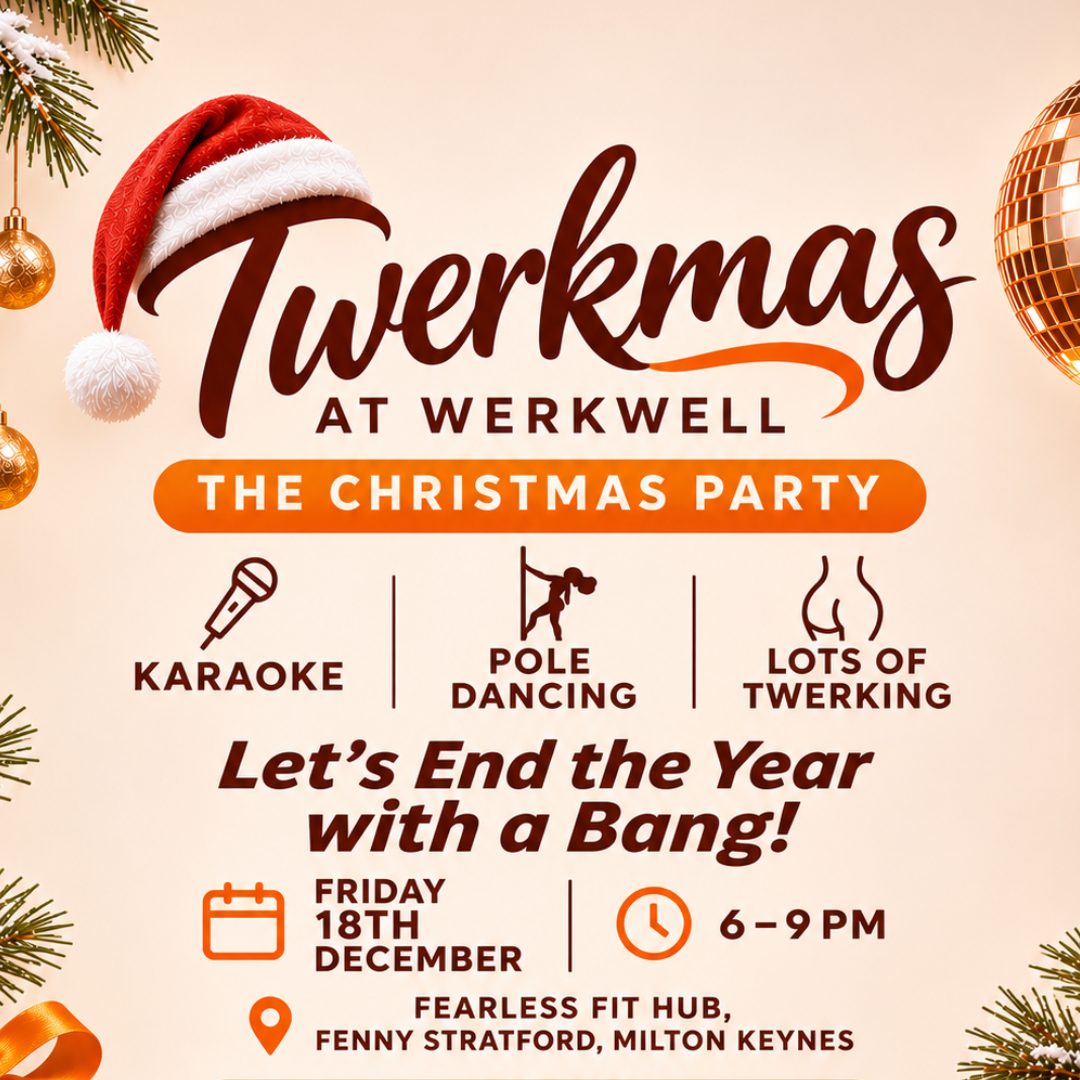 Twerkmas
AT WERKWELL
THE CHRISTMAS PARTY
KARAOKE
POLE
DANCING
LOTS OF
TWERKING
Let's End the Year
with a Bang!
FRIDAY
18TH
DECEMBER
6–9 PM
FEARLESS FIT HUB,
FENNY STRATFORD, MILTON KEYNES